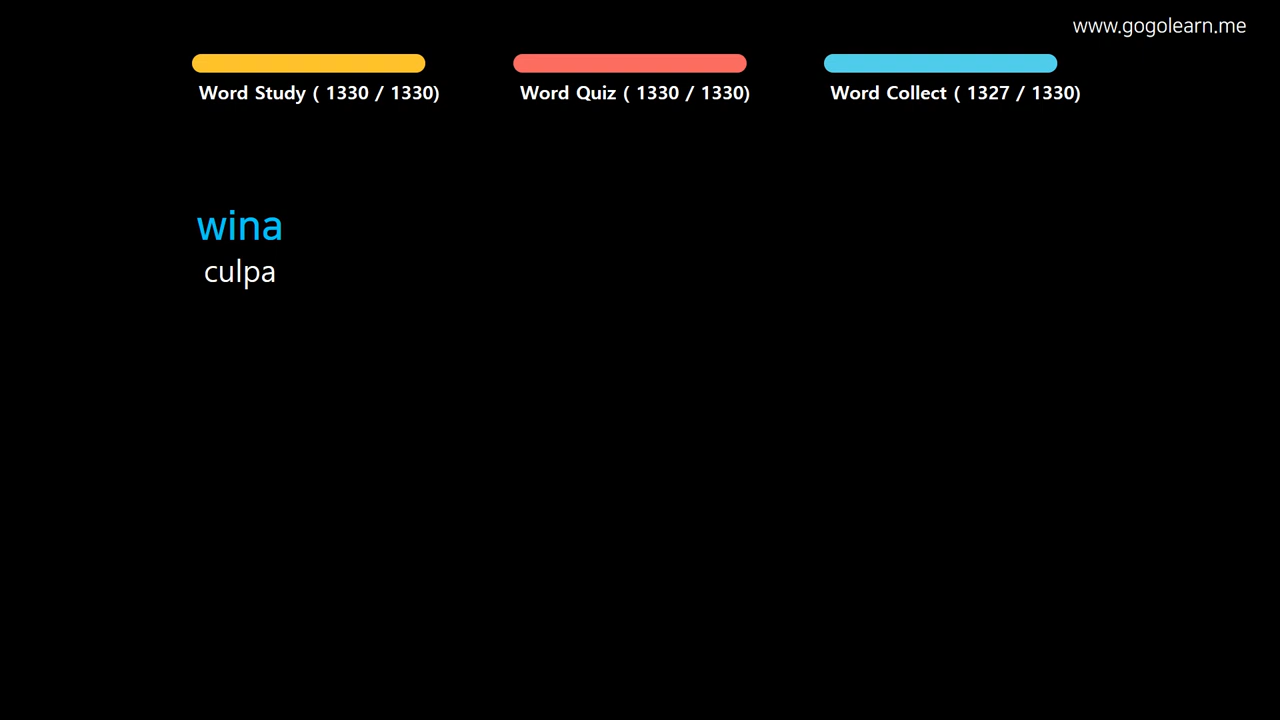 www.gogolearn.me
Word Study ( 1330 / 1330)
Word Quiz ( 1330 / 1330)
Word Collect ( 1327 / 1330)
wina
culpa